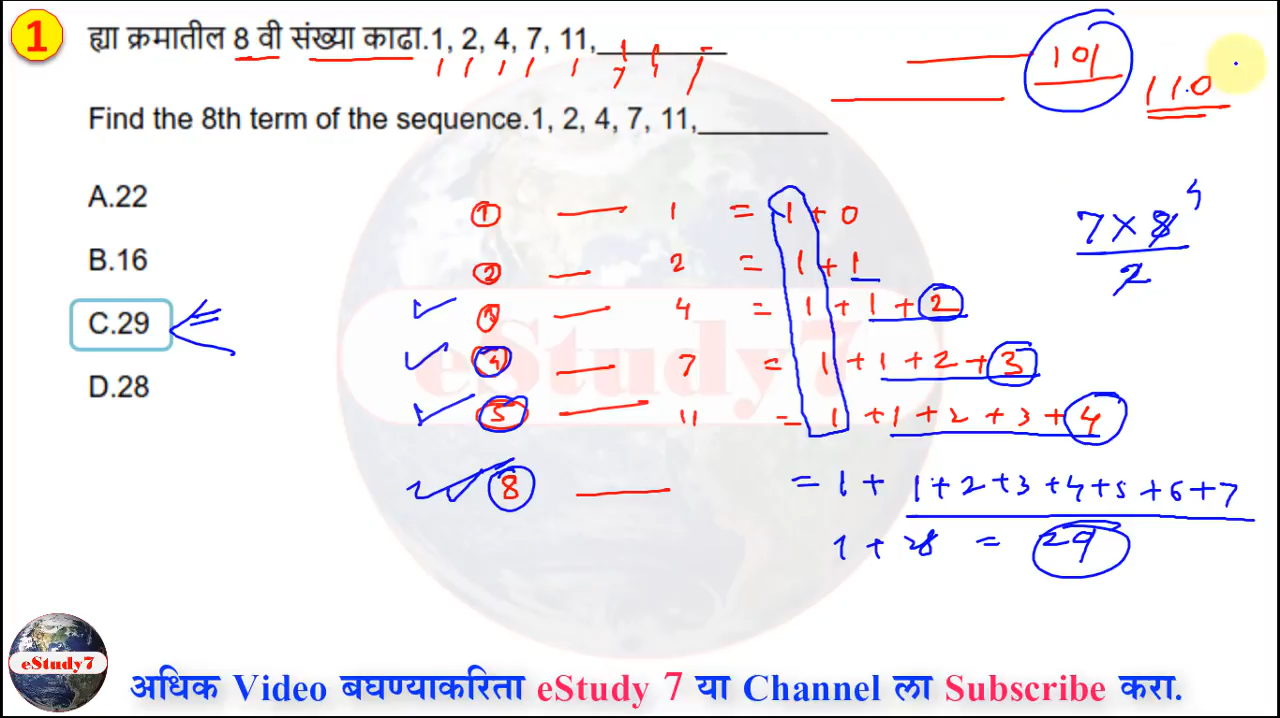 1
ह्या क्रमातील 8 वी संख्या काढा.1, 2, 4, 7, 11,________
101
110
Find the 8th term of the sequence.1, 2, 4, 7, 11,________
A.22
B.16
C.29
D.28
1 — 1 = 1 + 0
2 — 2 = 1 + 1
3 — 4 = 1 + 1 + 2
4 — 7 = 1 + 1 + 2 + 3
5 — 11 = 1 + 1 + 2 + 3 + 4
8 — = 1 + 1+2+3+4+5+6+7
1 + 28 = 29
7 × 8 4
2
eStudy7
eStudy7
अधिक Video बघण्याकरिता eStudy 7 या Channel ला Subscribe करा.